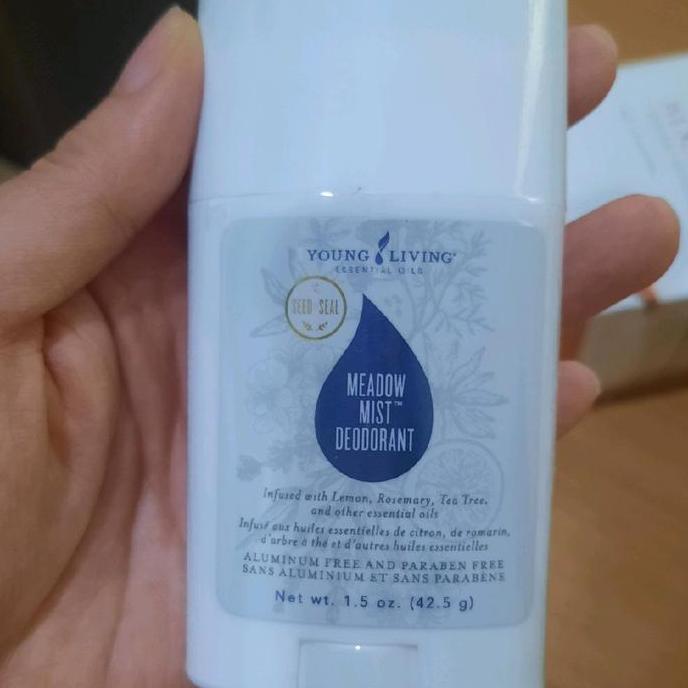 YOUNG LIVING®
ESSENTIAL OILS
SEED SEAL
MEADOW
MIST™
DEODORANT
Infused with Lemon, Rosemary, Tea Tree,
and other essential oils
Infusé aux huiles essentielles de citron, de romarin,
d'arbre à thé et d'autres huiles essentielles
ALUMINUM FREE AND PARABEN FREE
SANS ALUMINIUM ET SANS PARABÈNE
Net wt. 1.5 oz. (42.5 g)